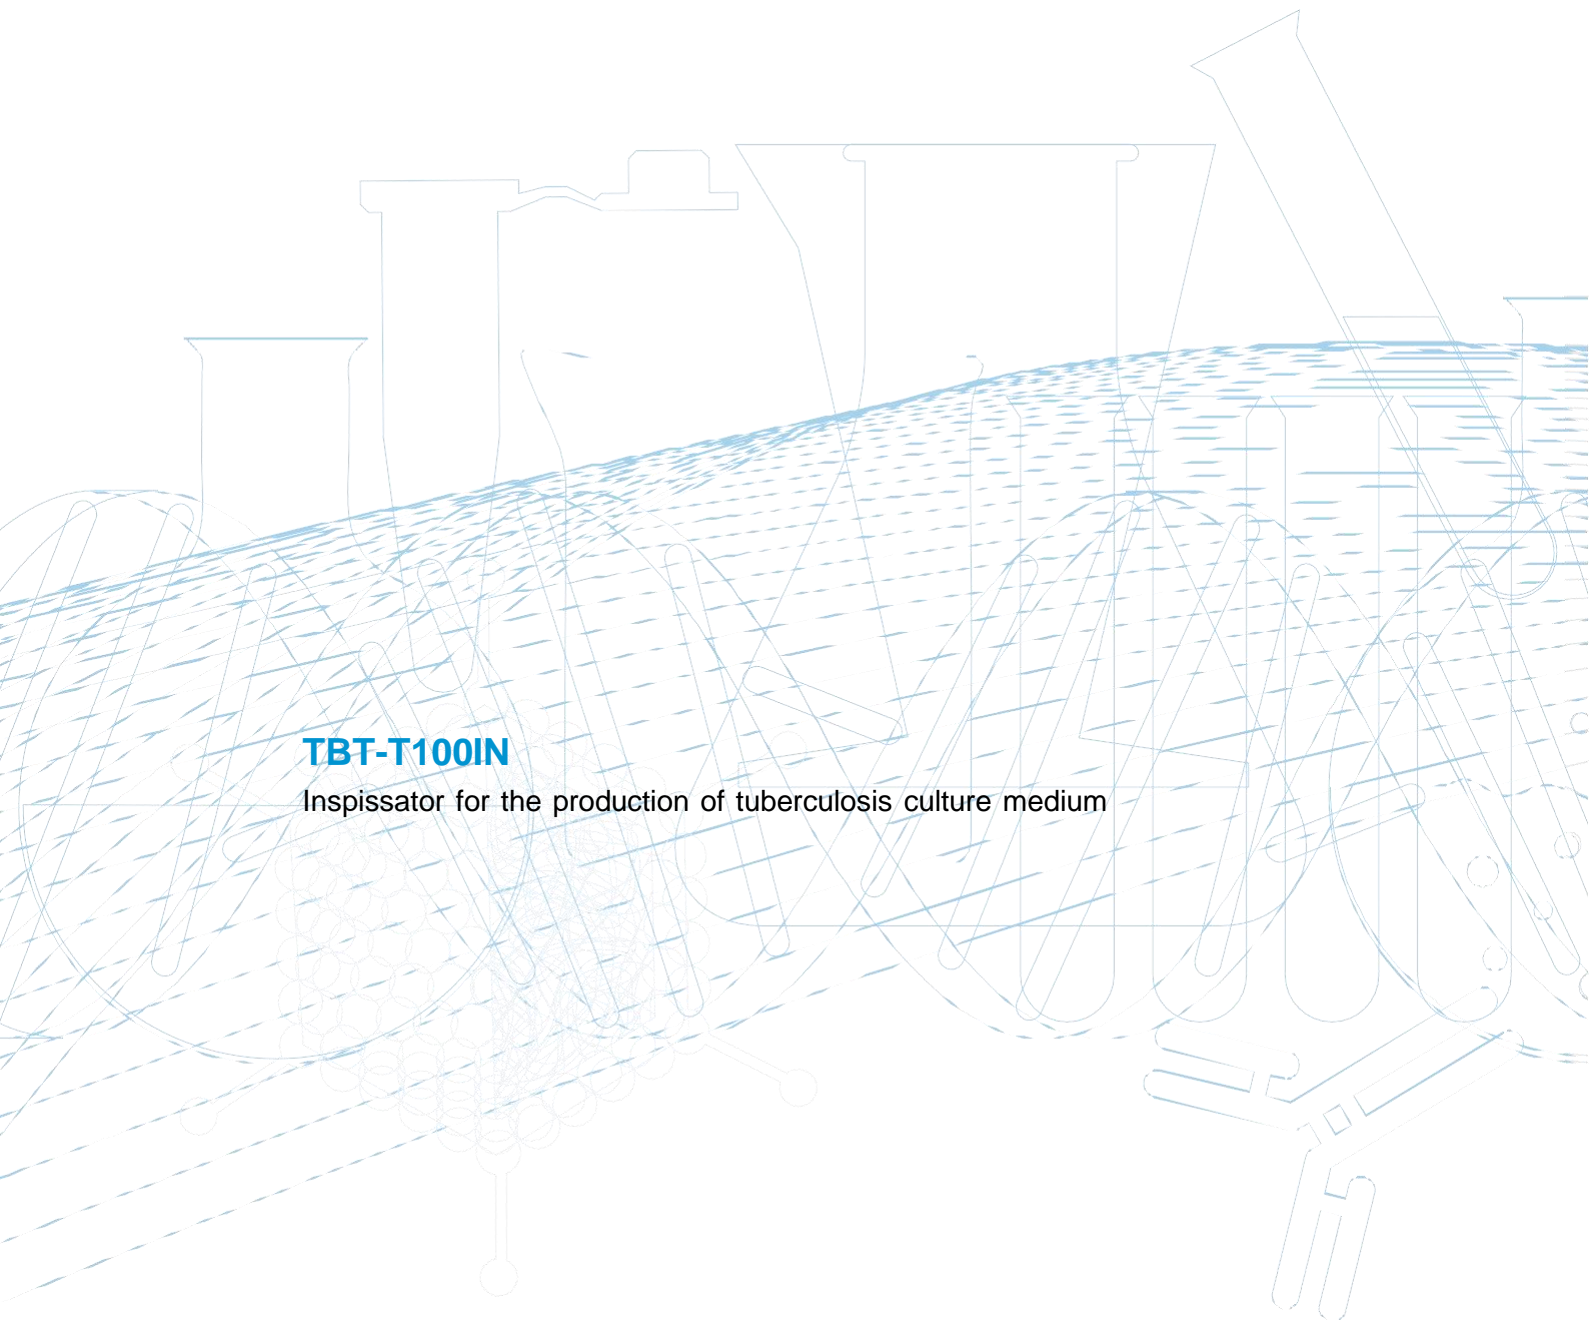 TBT-T100IN
Inspissator for the production of tuberculosis culture medium